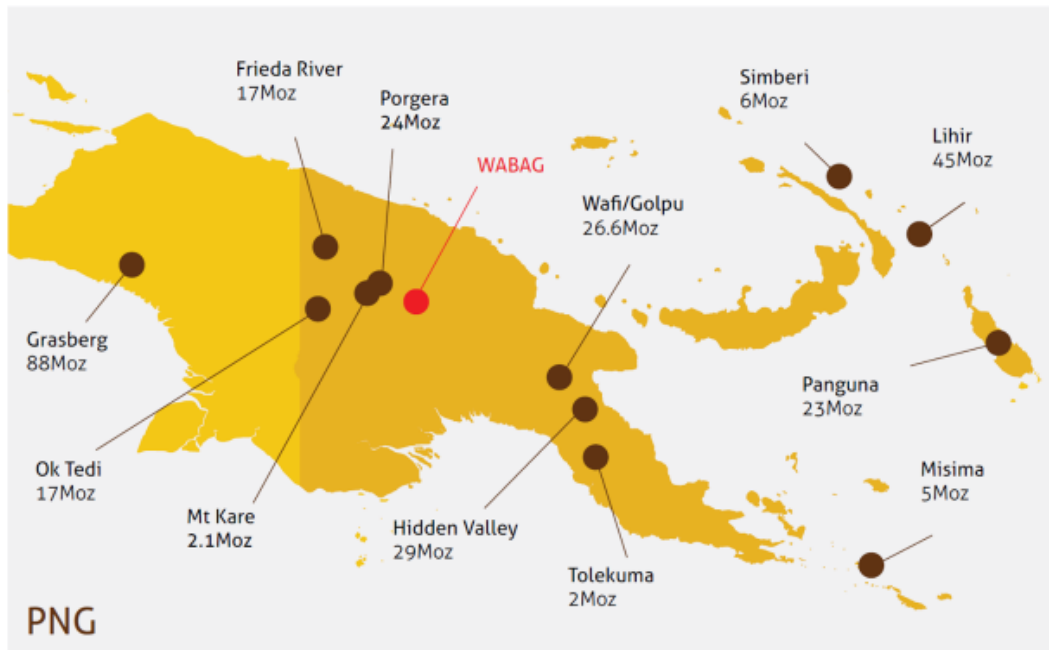 Frieda River
17Moz
Porgera
24Moz
WABAG
Simberi
6Moz
Lihir
45Moz
Wafi/Golpu
26.6Moz
Grasberg
88Moz
Panguna
23Moz
Ok Tedi
17Moz
Mt Kare
2.1Moz
Hidden Valley
29Moz
Tolekuma
2Moz
Misima
5Moz
PNG